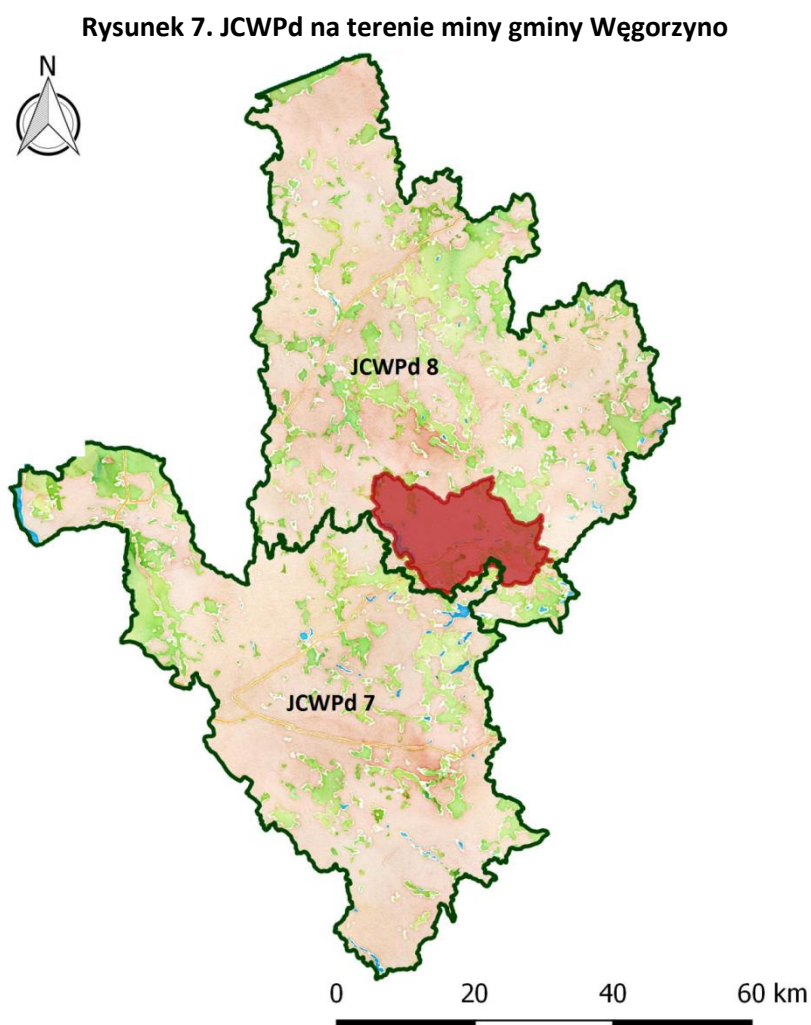 Rysunek 7. JCWPd na terenie miny gminy Węgorzyno
N
JCWPd 8
JCWPd 7
0 20 40 60 km